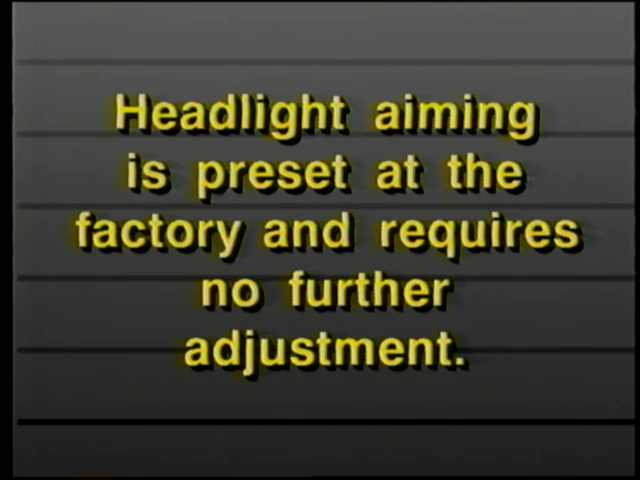 Headlight aiming
is preset at the
factory and requires
no further
adjustment.